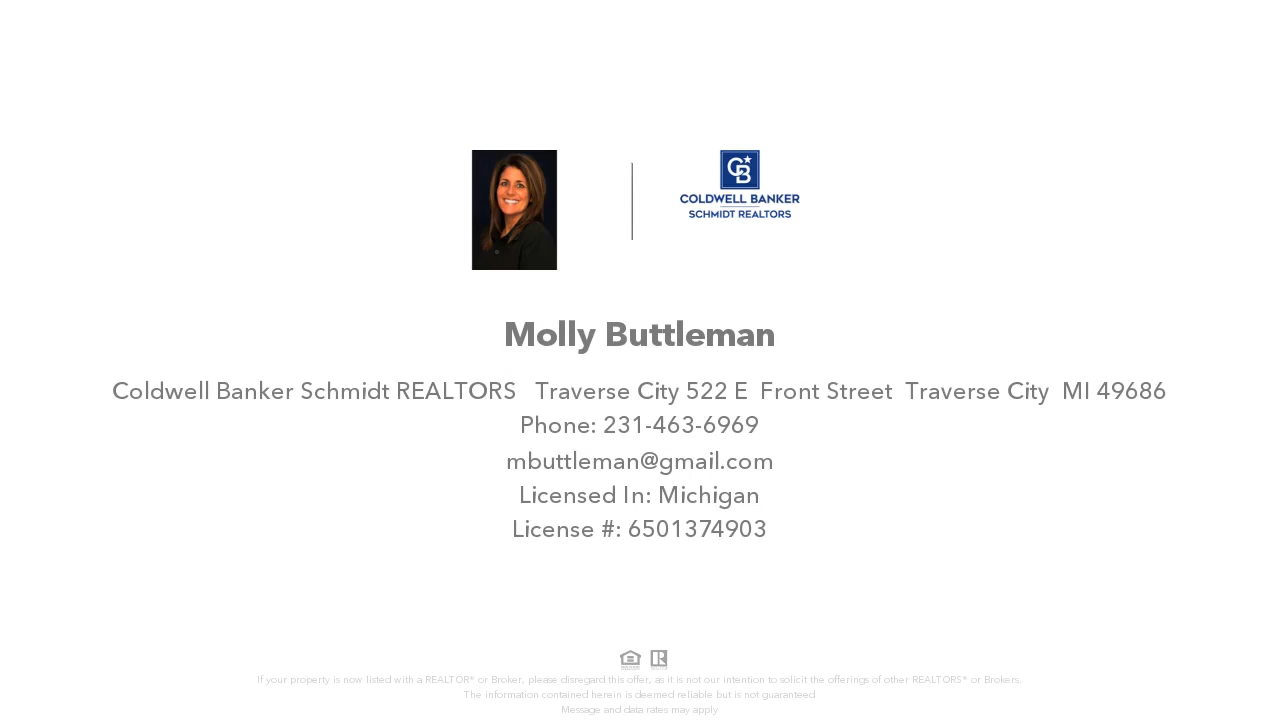 CB
COLDWELL BANKER
SCHMIDT REALTORS
Molly Buttleman
Coldwell Banker Schmidt REALTORS Traverse City 522 E Front Street Traverse City MI 49686
Phone: 231-463-6969
mbuttleman@gmail.com
Licensed In: Michigan
License #: 6501374903
If your property is now listed with a REALTOR® or Broker, please disregard this offer, as it is not our intention to solicit the offerings of other REALTORS® or Brokers.
The information contained herein is deemed reliable but is not guaranteed
Message and data rates may apply